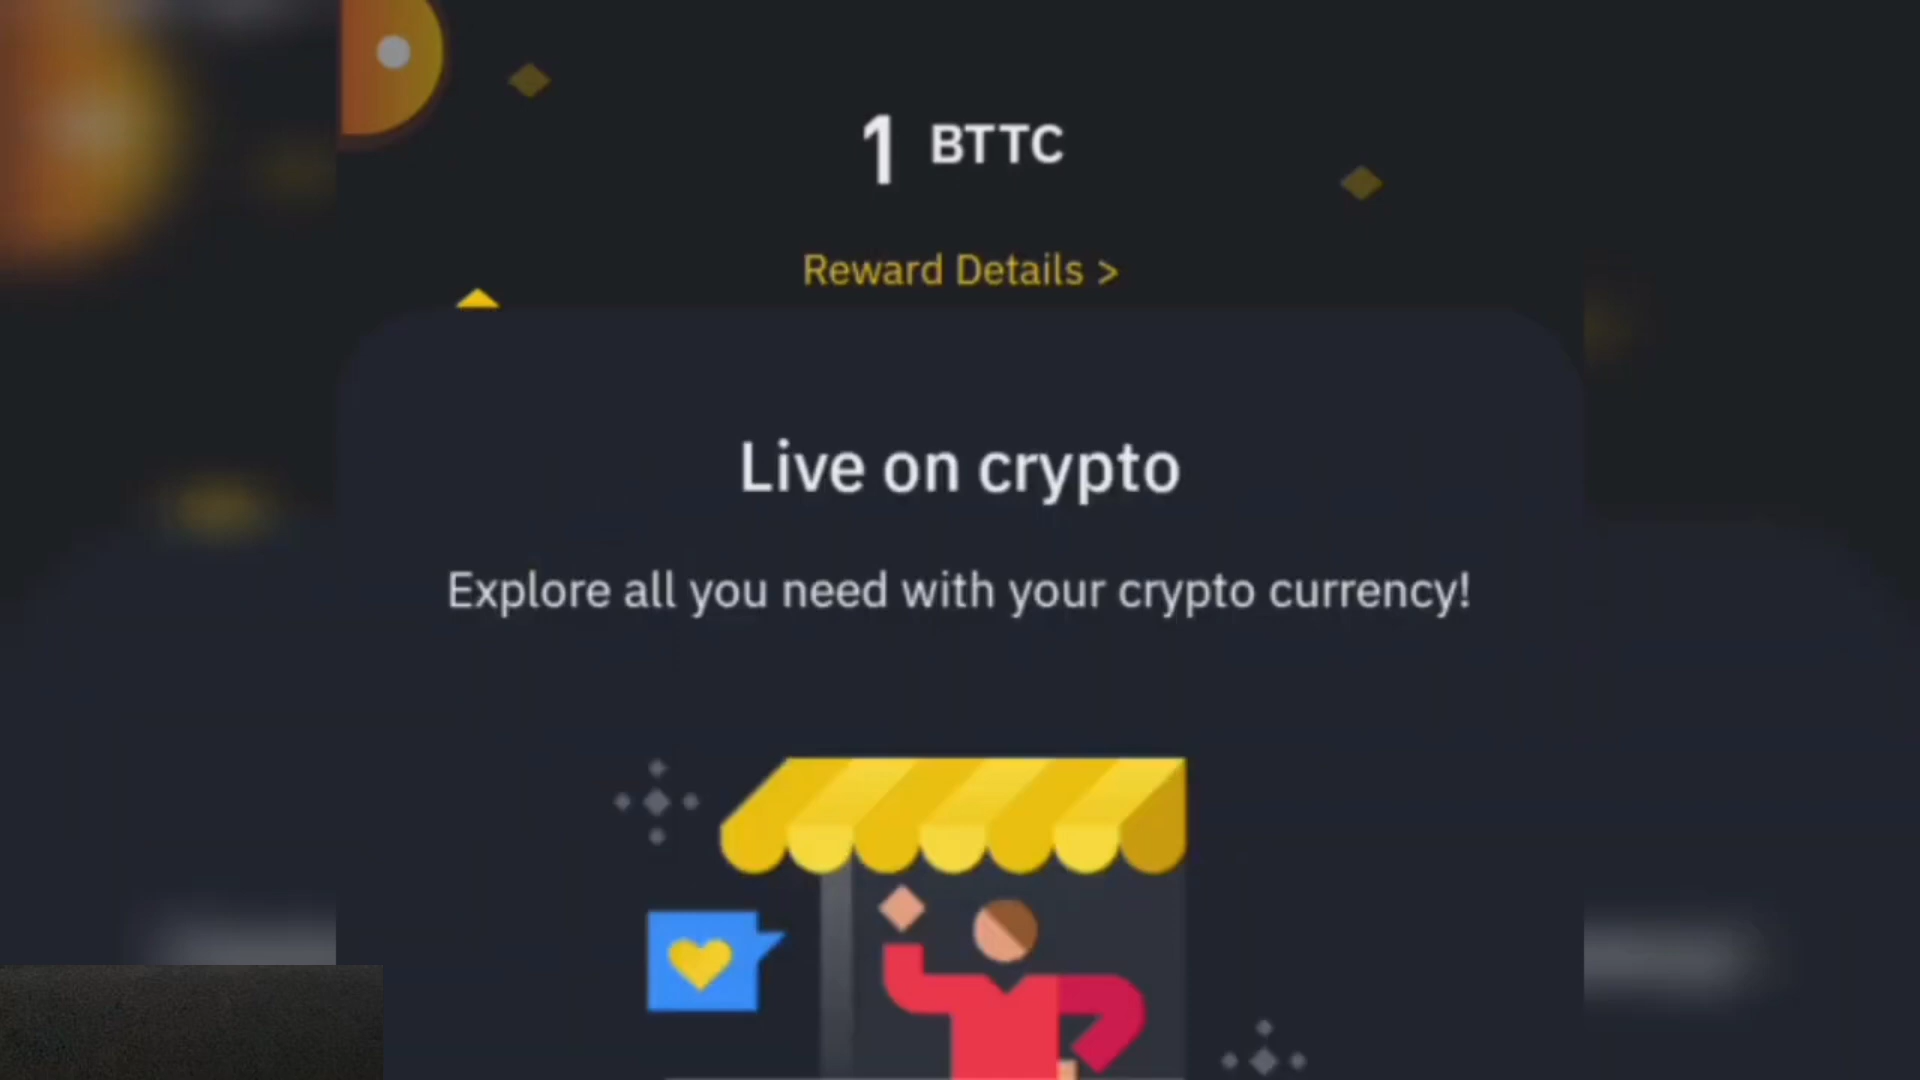 1 BTTC
Reward Details >
Live on crypto
Explore all you need with your crypto currency!